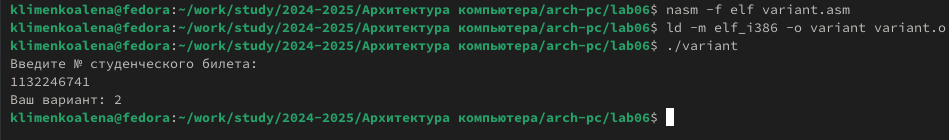 klimenkoalena@fedora:~/work/study/2024-2025/Архитектура компьютера/arch-pc/lab06$ nasm -f elf variant.asm
klimenkoalena@fedora:~/work/study/2024-2025/Архитектура компьютера/arch-pc/lab06$ ld -m elf_i386 -o variant variant.o
klimenkoalena@fedora:~/work/study/2024-2025/Архитектура компьютера/arch-pc/lab06$ ./variant
Введите № студенческого билета:
1132246741
Ваш вариант: 2
klimenkoalena@fedora:~/work/study/2024-2025/Архитектура компьютера/arch-pc/lab06$